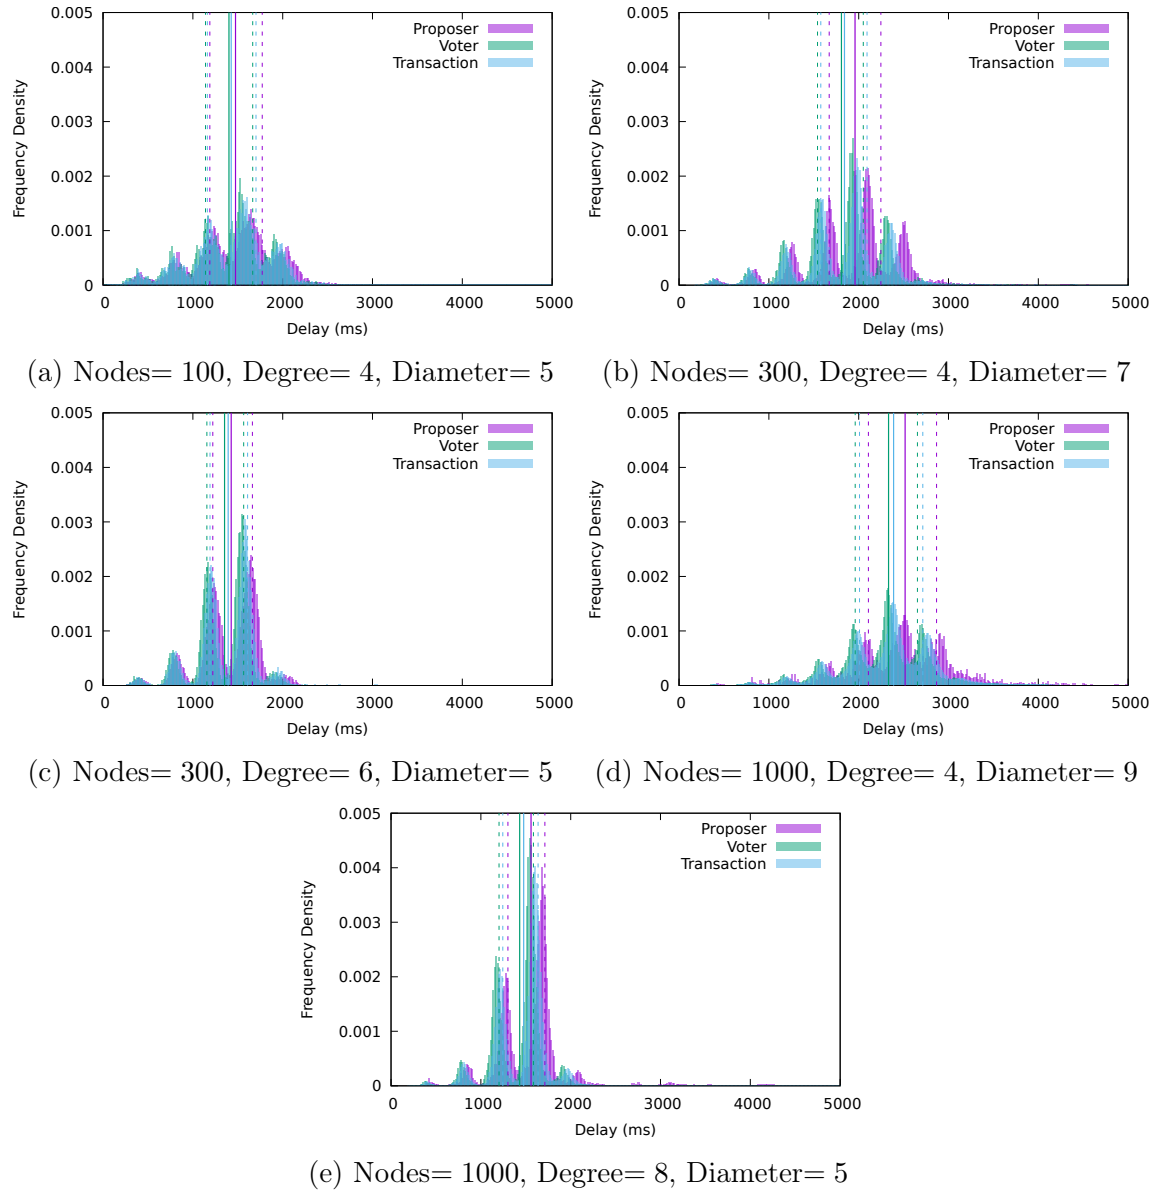 0.005
0.004
0.003
0.002
0.001
0
0 1000 2000 3000 4000 5000
Frequency Density
Delay (ms)
Proposer
Voter
Transaction
(a) Nodes= 100, Degree= 4, Diameter= 5
0.005
0.004
0.003
0.002
0.001
0
0 1000 2000 3000 4000 5000
Frequency Density
Delay (ms)
Proposer
Voter
Transaction
(b) Nodes= 300, Degree= 4, Diameter= 7
0.005
0.004
0.003
0.002
0.001
0
0 1000 2000 3000 4000 5000
Frequency Density
Delay (ms)
Proposer
Voter
Transaction
(c) Nodes= 300, Degree= 6, Diameter= 5
0.005
0.004
0.003
0.002
0.001
0
0 1000 2000 3000 4000 5000
Frequency Density
Delay (ms)
Proposer
Voter
Transaction
(d) Nodes= 1000, Degree= 4, Diameter= 9
0.005
0.004
0.003
0.002
0.001
0
0 1000 2000 3000 4000 5000
Frequency Density
Delay (ms)
Proposer
Voter
Transaction
(e) Nodes= 1000, Degree= 8, Diameter= 5